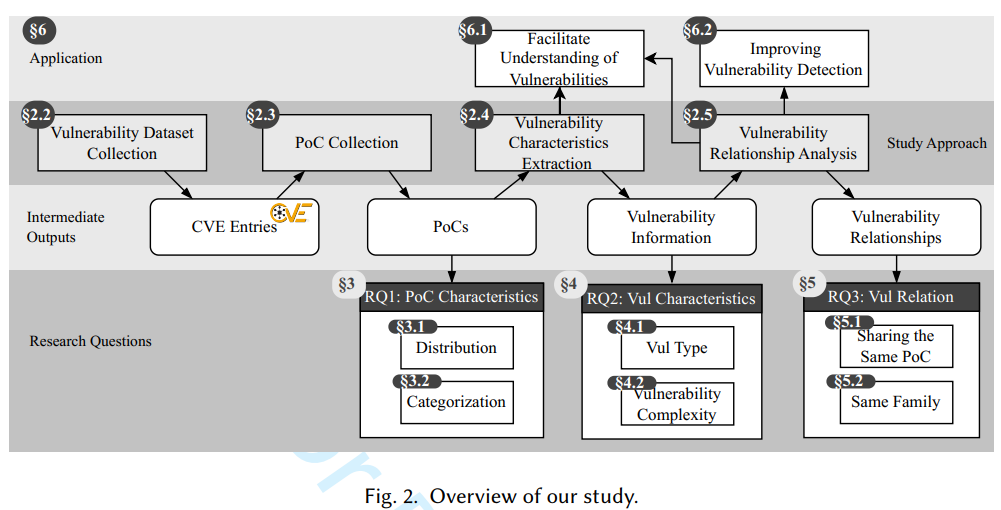 §6
Application
§6.1
Facilitate
Understanding of
Vulnerabilities
§6.2
Improving
Vulnerability Detection
§2.2
Vulnerability Dataset
Collection
§2.3
PoC Collection
§2.4
Vulnerability
Characteristics
Extraction
§2.5
Vulnerability
Relationship Analysis
Study Approach
Intermediate
Outputs
CVE Entries
CVE
PoCs
Vulnerability
Information
Vulnerability
Relationships
Research Questions
§3
RQ1: PoC Characteristics
§3.1
Distribution
§3.2
Categorization
§4
RQ2: Vul Characteristics
§4.1
Vul Type
§4.2
Vulnerability
Complexity
§5
RQ3: Vul Relation
§5.1
Sharing the
Same PoC
§5.2
Same Family
Fig. 2. Overview of our study.